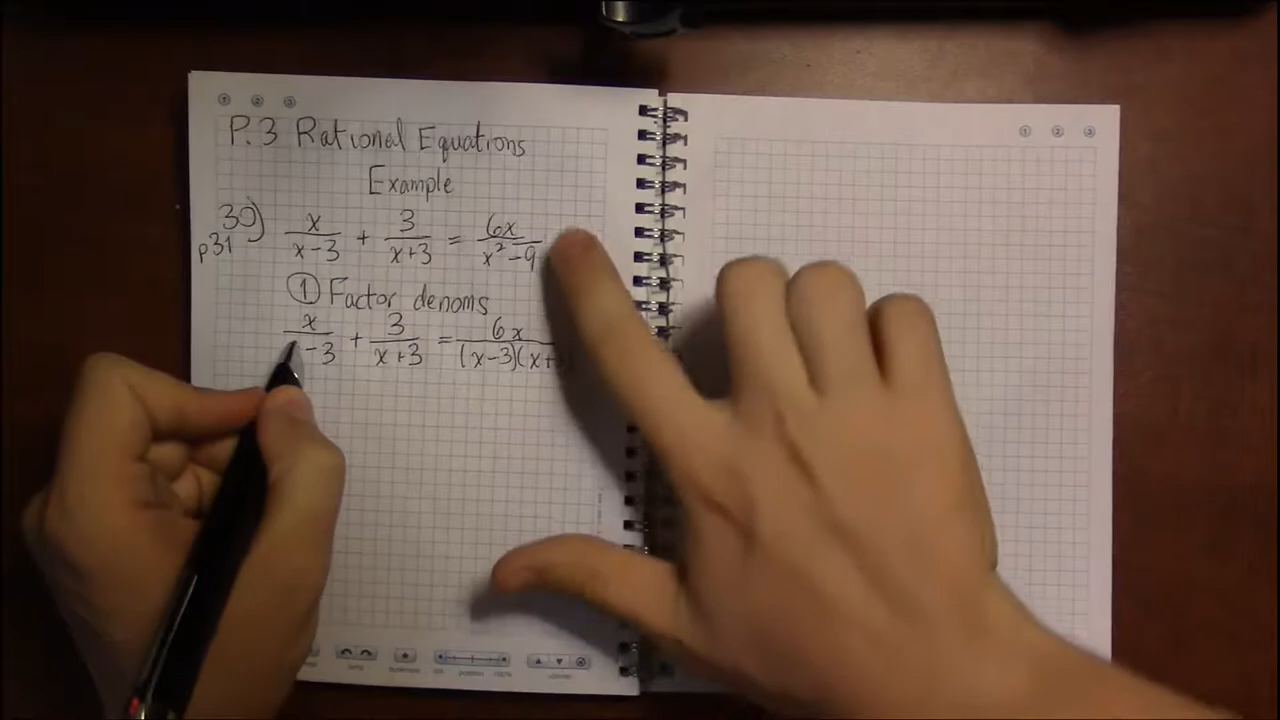 P.3 Rational Equations
Example
30) x/(x-3) + 3/(x+3) = 6x/(x²-9)
p31
① Factor denoms
x/( -3) + 3/(x+3) = 6x/(x-3)(x+